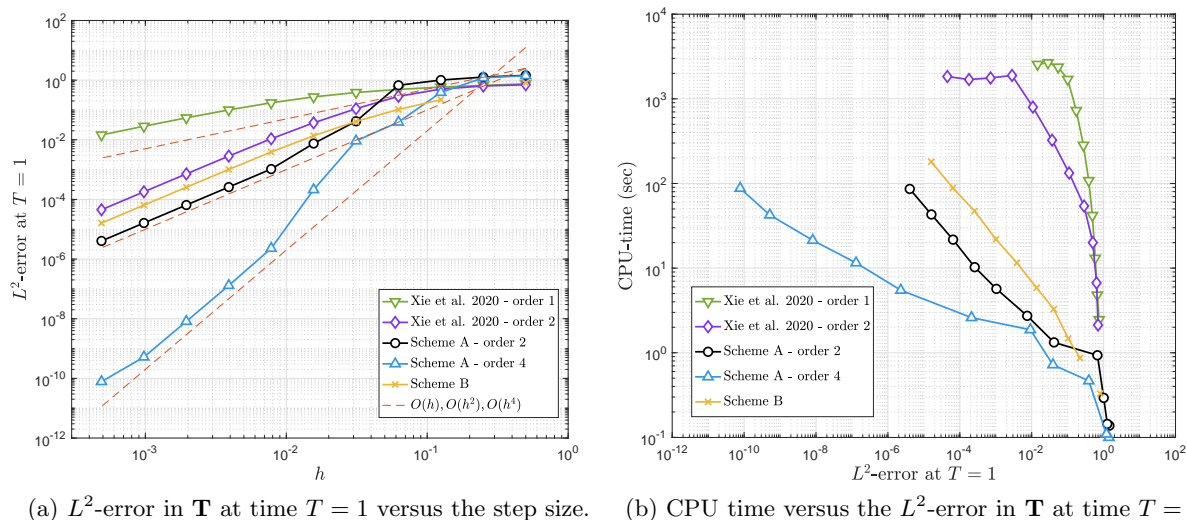 10^2
10^0
10^-2
10^-4
10^-6
10^-8
10^-10
10^-12
L^2-error at T = 1
10^-3
10^-2
10^-1
10^0
h
Xie et al. 2020 - order 1
Xie et al. 2020 - order 2
Scheme A - order 2
Scheme A - order 4
Scheme B
O(h), O(h^2), O(h^4)
(a) L^2-error in T at time T = 1 versus the step size.
10^4
10^3
10^2
10^1
10^0
10^-1
CPU-time (sec)
Xie et al. 2020 - order 1
Xie et al. 2020 - order 2
Scheme A - order 2
Scheme A - order 4
Scheme B
10^-12
10^-10
10^-8
10^-6
10^-4
10^-2
10^0
10^2
L^2-error at T = 1
(b) CPU time versus the L^2-error in T at time T =